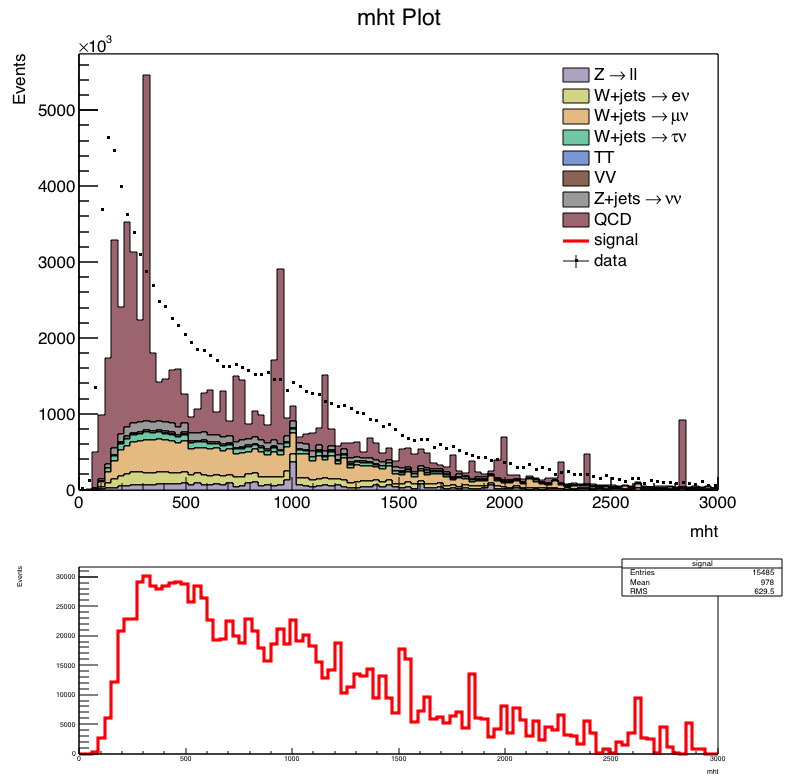 mht Plot
×10³
Events
5000
4000
3000
2000
1000
0
0 500 1000 1500 2000 2500 3000
mht
Z → ll
W+jets → eν
W+jets → μν
W+jets → τν
TT
VV
Z+jets → νν
QCD
signal
data
Events
30000
25000
20000
15000
10000
5000
0
0 500 1000 1500 2000 2500 3000
mht
signal
Entries 15485
Mean 978
RMS 629.5